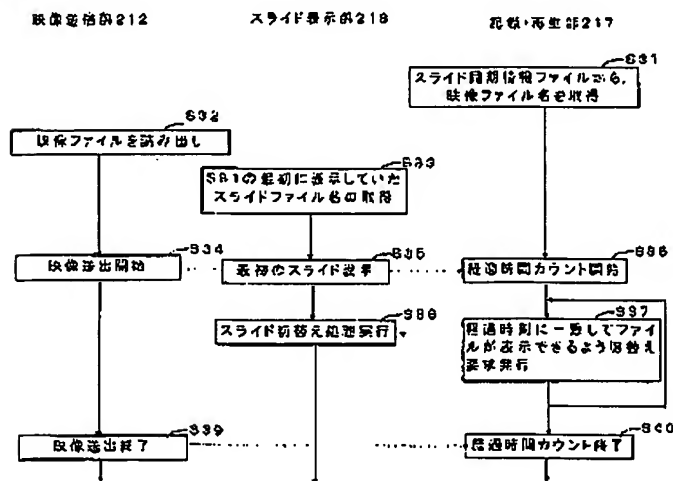 映像送信部212
スライド表示部218
記録・再生部217
S31
スライド同期情報ファイルから、
映像ファイル名を取得
S32
映像ファイルを読み出し
S33
S31の最初に表示していた
スライドファイル名の取得
S34
映像送出開始
S35
最初のスライド表示
S36
経過時間カウント開始
S37
経過時刻に一致してファイ
ルが表示できるよう切替え
要求発行
S38
スライド切替え処理実行
S39
映像送出終了
S40
経過時間カウント終了